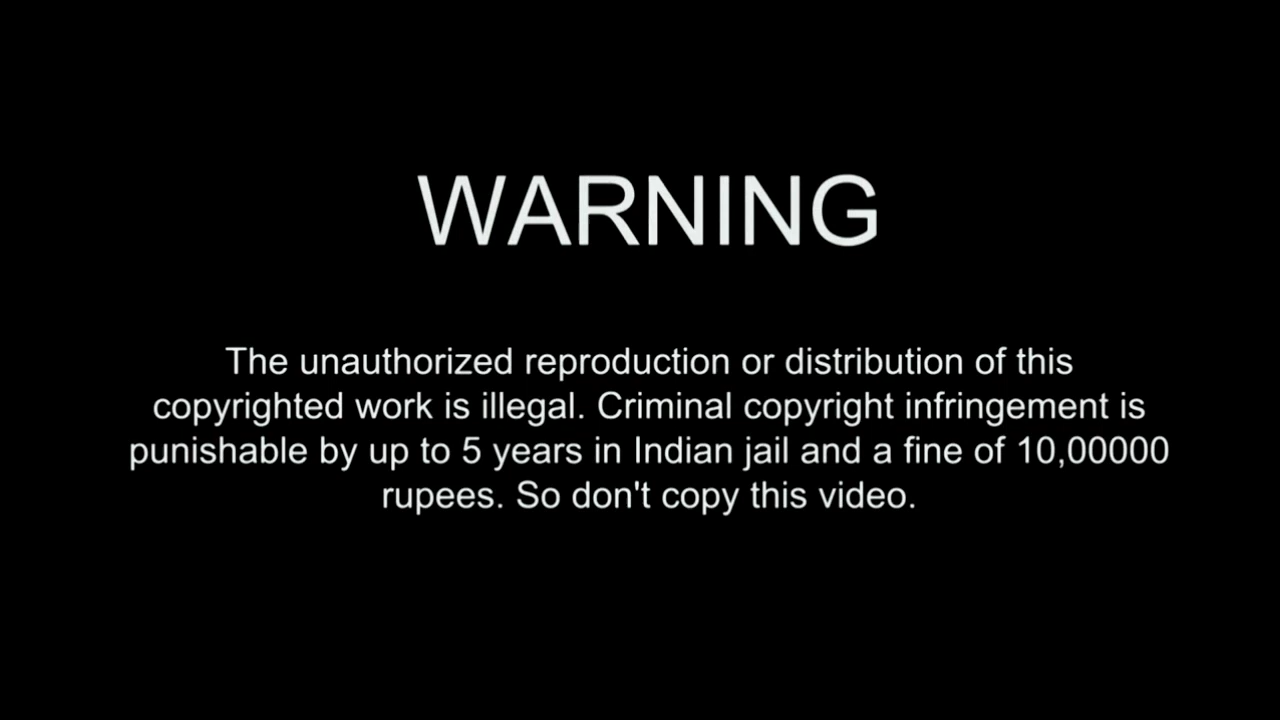 WARNING
The unauthorized reproduction or distribution of this
copyrighted work is illegal. Criminal copyright infringement is
punishable by up to 5 years in Indian jail and a fine of 10,00000
rupees. So don't copy this video.